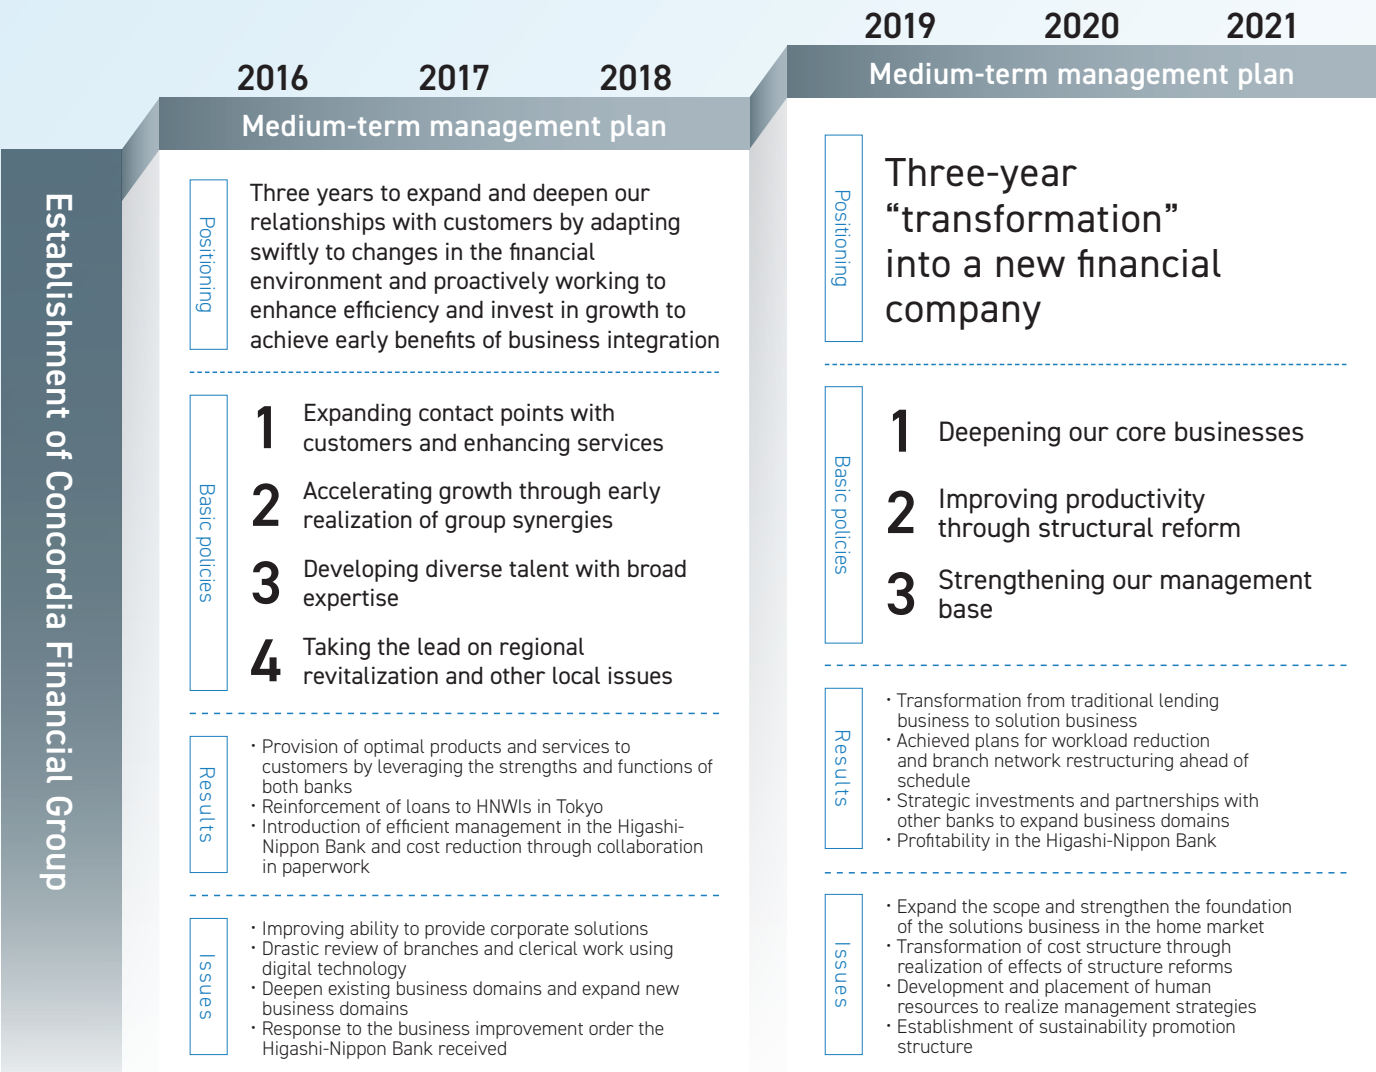 Establishment of Concordia Financial Group
2016 2017 2018
Medium-term management plan
Positioning
Three years to expand and deepen our
relationships with customers by adapting
swiftly to changes in the financial
environment and proactively working to
enhance efficiency and invest in growth to
achieve early benefits of business integration
Basic policies
1 Expanding contact points with
customers and enhancing services
2 Accelerating growth through early
realization of group synergies
3 Developing diverse talent with broad
expertise
4 Taking the lead on regional
revitalization and other local issues
Results
・Provision of optimal products and services to
customers by leveraging the strengths and functions of
both banks
・Reinforcement of loans to HNWIs in Tokyo
・Introduction of efficient management in the Higashi-
Nippon Bank and cost reduction through collaboration
in paperwork
Issues
・Improving ability to provide corporate solutions
・Drastic review of branches and clerical work using
digital technology
・Deepen existing business domains and expand new
business domains
・Response to the business improvement order the
Higashi-Nippon Bank received
2019 2020 2021
Medium-term management plan
Positioning
Three-year
“transformation”
into a new financial
company
Basic policies
1 Deepening our core businesses
2 Improving productivity
through structural reform
3 Strengthening our management
base
Results
・Transformation from traditional lending
business to solution business
・Achieved plans for workload reduction
and branch network restructuring ahead of
schedule
・Strategic investments and partnerships with
other banks to expand business domains
・Profitability in the Higashi-Nippon Bank
Issues
・Expand the scope and strengthen the foundation
of the solutions business in the home market
・Transformation of cost structure through
realization of effects of structure reforms
・Development and placement of human
resources to realize management strategies
・Establishment of sustainability promotion
structure